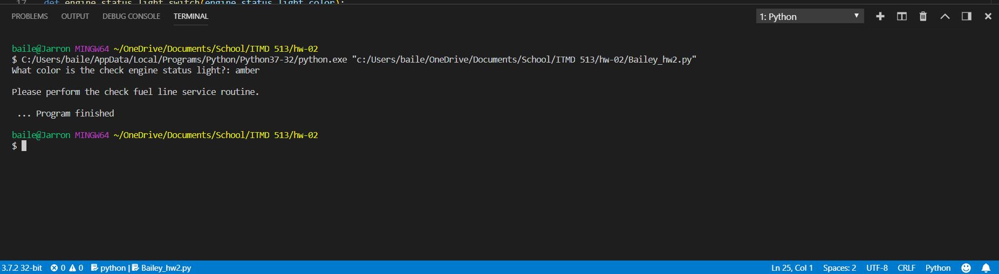 17 def engine_status_light_switch(engine_status_light_color):
PROBLEMS OUTPUT DEBUG CONSOLE TERMINAL 1: Python
baile@Jarron MINGW64 ~/OneDrive/Documents/School/ITMD 513/hw-02
$ C:/Users/baile/AppData/Local/Programs/Python/Python37-32/python.exe "c:/Users/baile/OneDrive/Documents/School/ITMD 513/hw-02/Bailey_hw2.py"
What color is the check engine status light?: amber
Please perform the check fuel line service routine.
... Program finished
baile@Jarron MINGW64 ~/OneDrive/Documents/School/ITMD 513/hw-02
$
3.7.2 32-bit 0 0 python | Bailey_hw2.py Ln 25, Col 1 Spaces: 2 UTF-8 CRLF Python